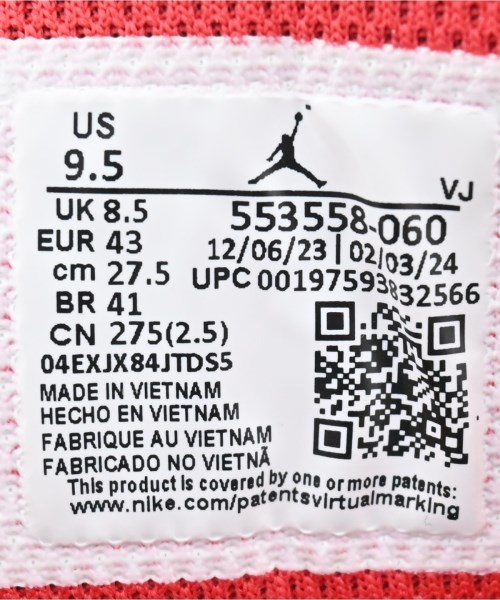 US
9.5
VJ
UK 8.5
EUR 43
cm 27.5
BR 41
CN 275(2.5)
553558-060
12/06/23 | 02/03/24
UPC 00197593832566
04EXJX84JTDS5
MADE IN VIETNAM
HECHO EN VIETNAM
FABRIQUE AU VIETNAM
FABRICADO NO VIETNÃ
This product is covered by one or more patents:
www.nike.com/patentsvirtualmarking